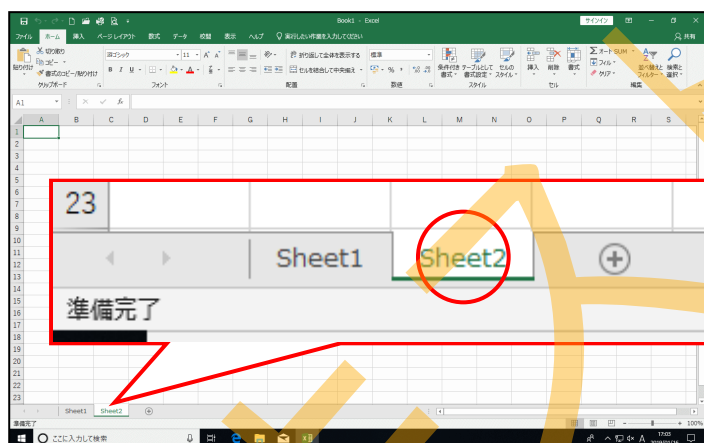 Book1 - Excel
サインイン
ファイル ホーム 挿入 ページレイアウト 数式 データ 校閲 表示 ヘルプ 実行したい作業を入力してください 共有
切り取り
コピー
書式のコピー/貼り付け
貼り付け
クリップボード
游ゴシック 11 A A
B I U A
フォント
折り返して全体を表示する
セルを結合して中央揃え
配置
標準
% ,
数値
条件付き テーブルとして セルの
書式 書式設定 スタイル
スタイル
挿入 削除 書式
セル
オート SUM
フィル
クリア
並べ替えと 検索と
フィルター 選択
編集
A1 fx
A B C D E F G H I J K L M N O P Q R S
1
2
3
4
5
6
7
8
9
10
11
12
13
14
15
16
17
18
19
20
21
22
23
23
Sheet1 Sheet2
準備完了
Sheet1 Sheet2
準備完了
100%
ここに入力して検索
A
17:03